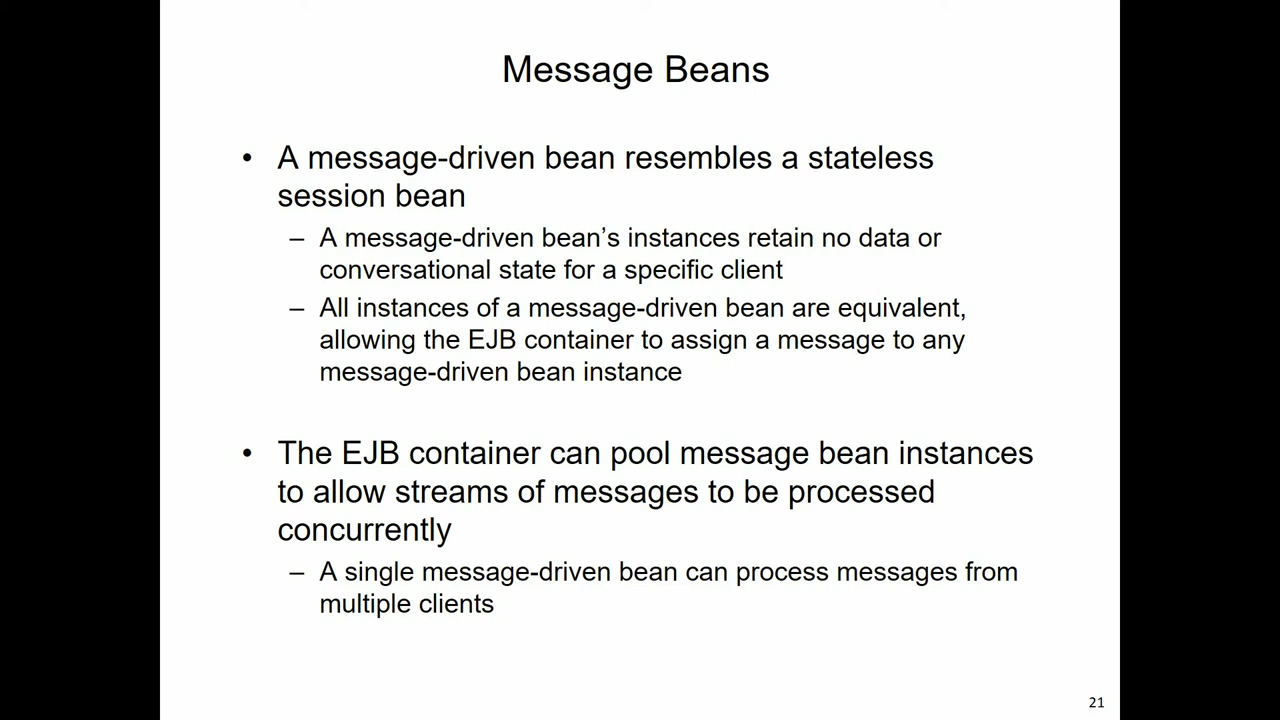 Message Beans
• A message-driven bean resembles a stateless
session bean
– A message-driven bean’s instances retain no data or
conversational state for a specific client
– All instances of a message-driven bean are equivalent,
allowing the EJB container to assign a message to any
message-driven bean instance
• The EJB container can pool message bean instances
to allow streams of messages to be processed
concurrently
– A single message-driven bean can process messages from
multiple clients
21